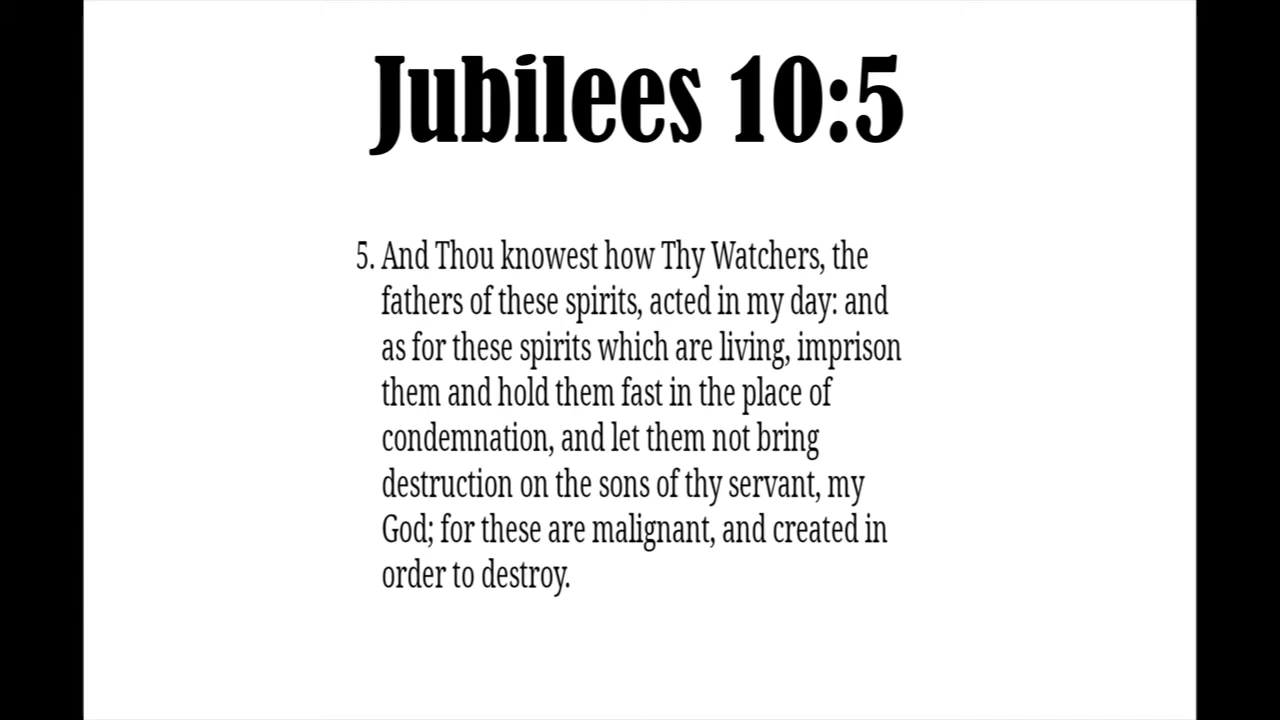 Jubilees 10:5
5. And Thou knowest how Thy Watchers, the
fathers of these spirits, acted in my day: and
as for these spirits which are living, imprison
them and hold them fast in the place of
condemnation, and let them not bring
destruction on the sons of thy servant, my
God; for these are malignant, and created in
order to destroy.